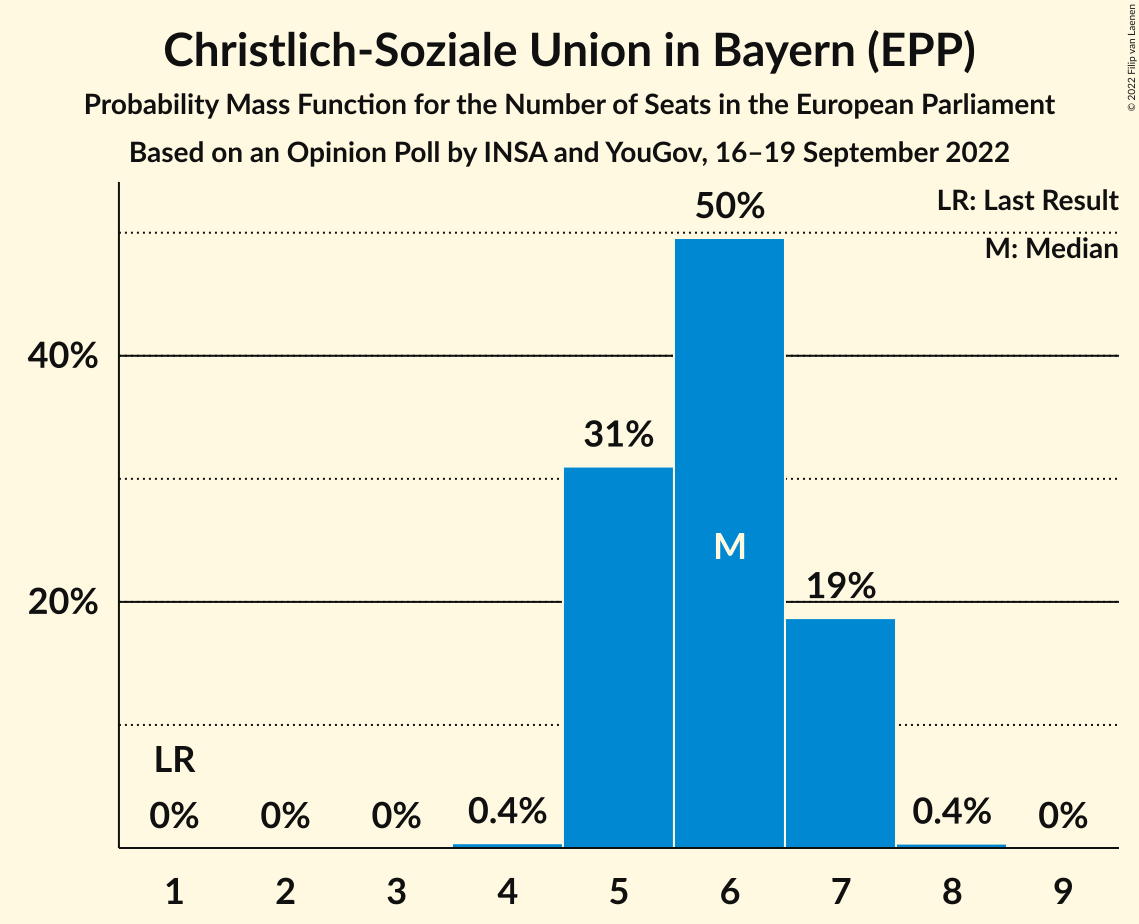 Christlich-Soziale Union in Bayern (EPP)
Probability Mass Function for the Number of Seats in the European Parliament
Based on an Opinion Poll by INSA and YouGov, 16–19 September 2022
© 2022 Filip van Laenen
LR: Last Result
M: Median
50%
40%
31%
M
19%
20%
LR
0% 0% 0% 0.4% 0.4% 0%
1 2 3 4 5 6 7 8 9